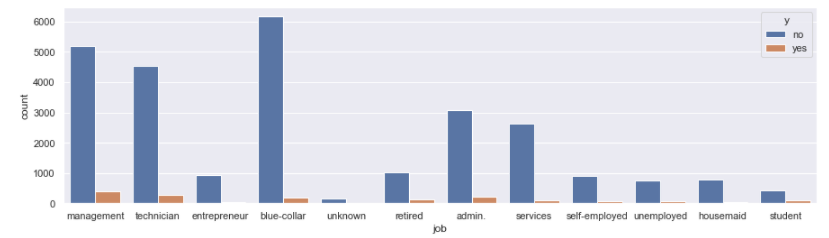 y
no
yes
6000
5000
4000
3000
2000
1000
0
count
management technician entrepreneur blue-collar unknown retired admin. services self-employed unemployed housemaid student
job